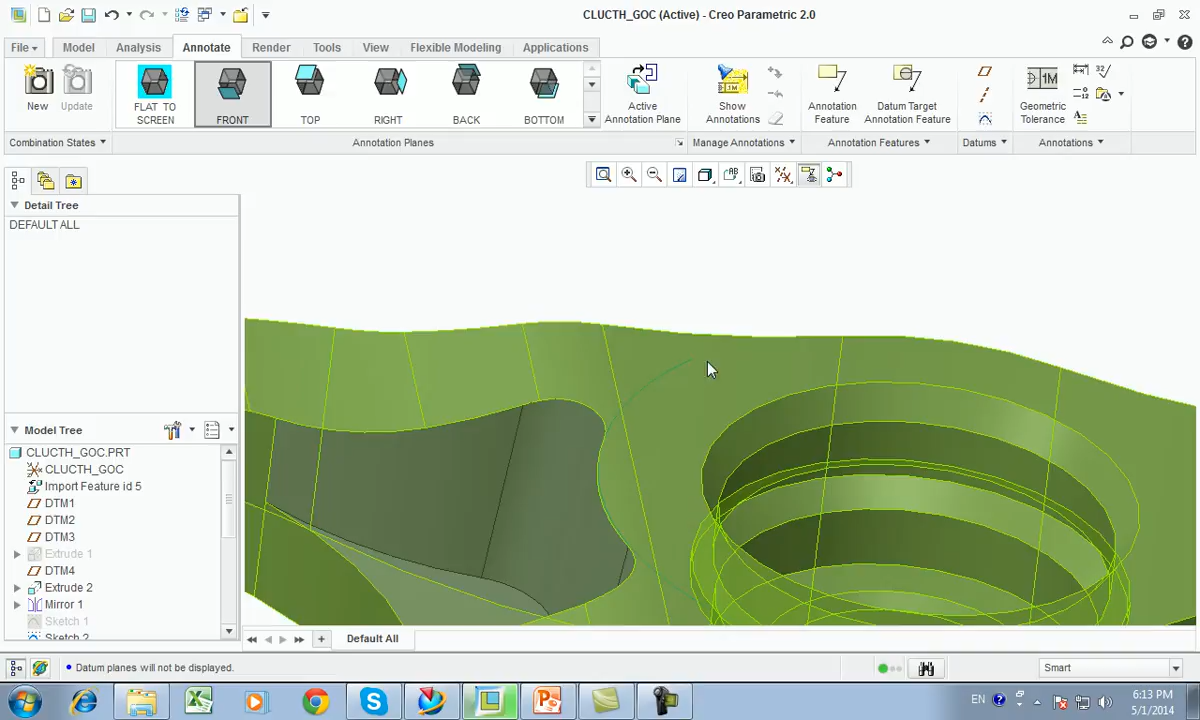 CLUCTH_GOC (Active) - Creo Parametric 2.0
File
Model
Analysis
Annotate
Render
Tools
View
Flexible Modeling
Applications
New
Update
FLAT TO SCREEN
FRONT
TOP
RIGHT
BACK
BOTTOM
Active Annotation Plane
Show Annotations
Annotation Feature
Datum Target Annotation Feature
1M
Geometric Tolerance
32
Combination States
Annotation Planes
Manage Annotations
Annotation Features
Datums
Annotations
Detail Tree
DEFAULT ALL
Model Tree
CLUCTH_GOC.PRT
CLUCTH_GOC
Import Feature id 5
DTM1
DTM2
DTM3
Extrude 1
DTM4
Extrude 2
Mirror 1
Sketch 1
Sketch 2
Default All
Datum planes will not be displayed.
Smart
EN
6:13 PM
5/1/2014